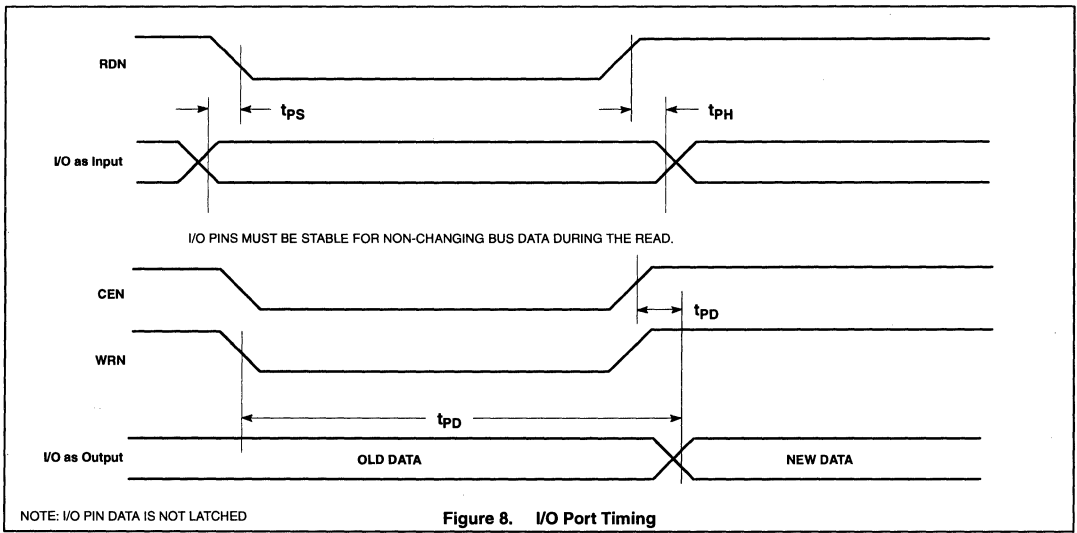 RDN
tPS
tPH
I/O as Input
I/O PINS MUST BE STABLE FOR NON-CHANGING BUS DATA DURING THE READ.
CEN
tPD
WRN
tPD
I/O as Output
OLD DATA
NEW DATA
NOTE: I/O PIN DATA IS NOT LATCHED
Figure 8. I/O Port Timing